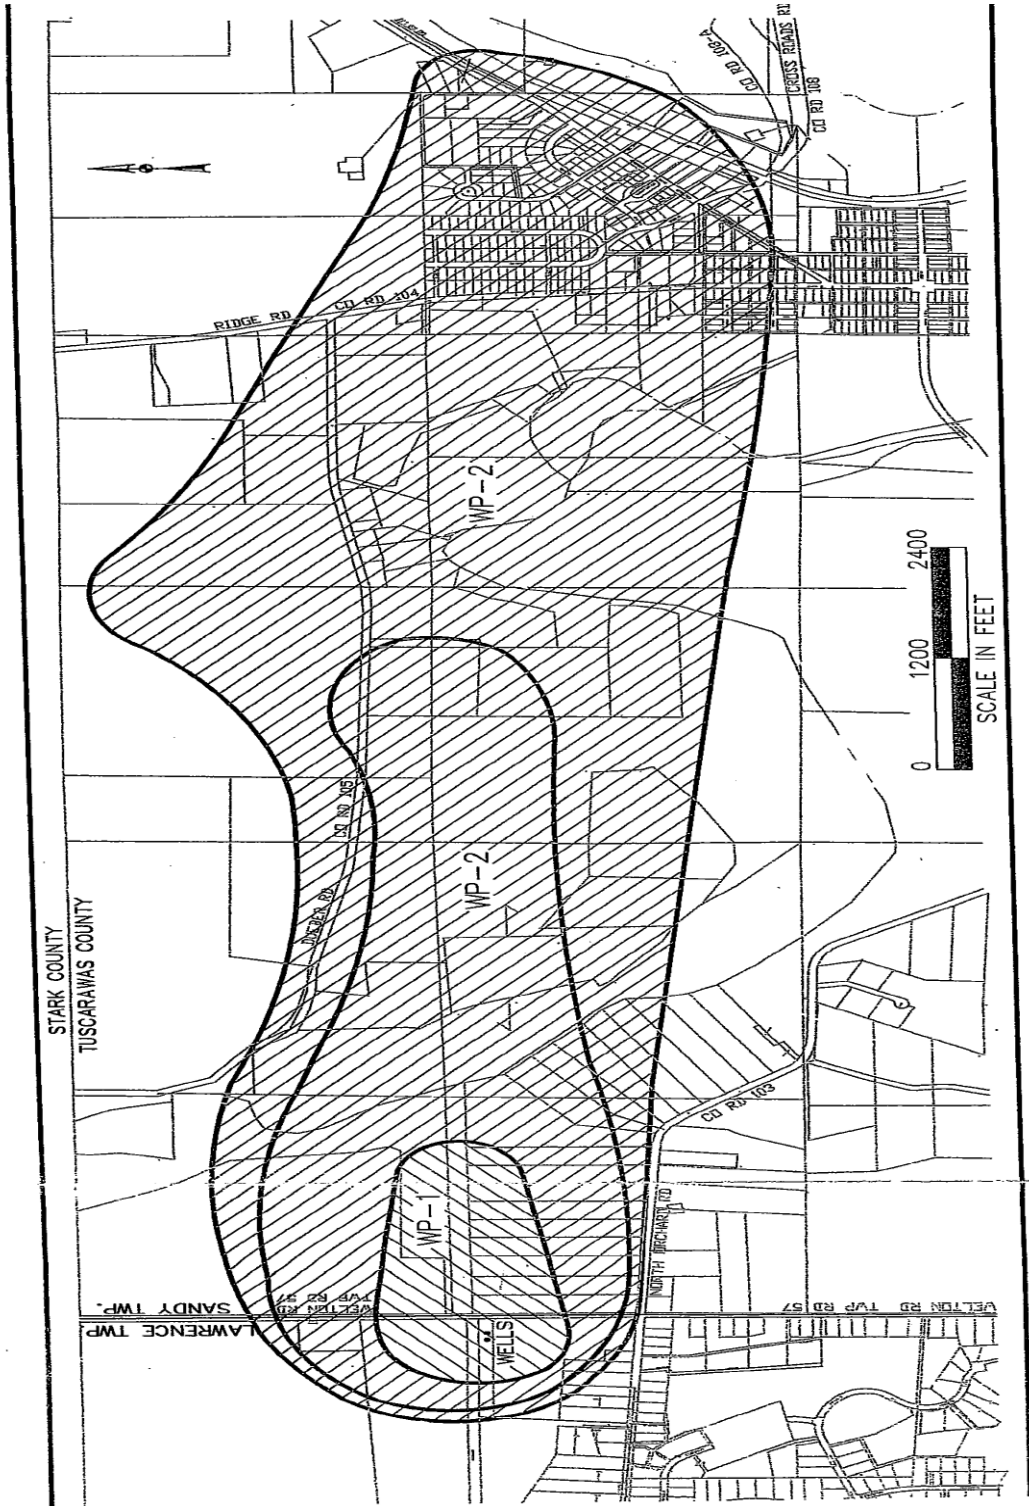 STARK COUNTY
TUSCARAWAS COUNTY
CO RD 108-A
CROSS ROADS RD
CO RD 108
RIDGE RD
CO RD 104
WP-2
0 1200 2400
SCALE IN FEET
CO RD 105
DOEBER RD
WP-2
CO RD 103
WP-1
NORTH ORCHARD RD
SANDY TWP.
LAWRENCE TWP.
WELTON RD
TWP RD 57
WELLS
WELTON RD TWP RD 57